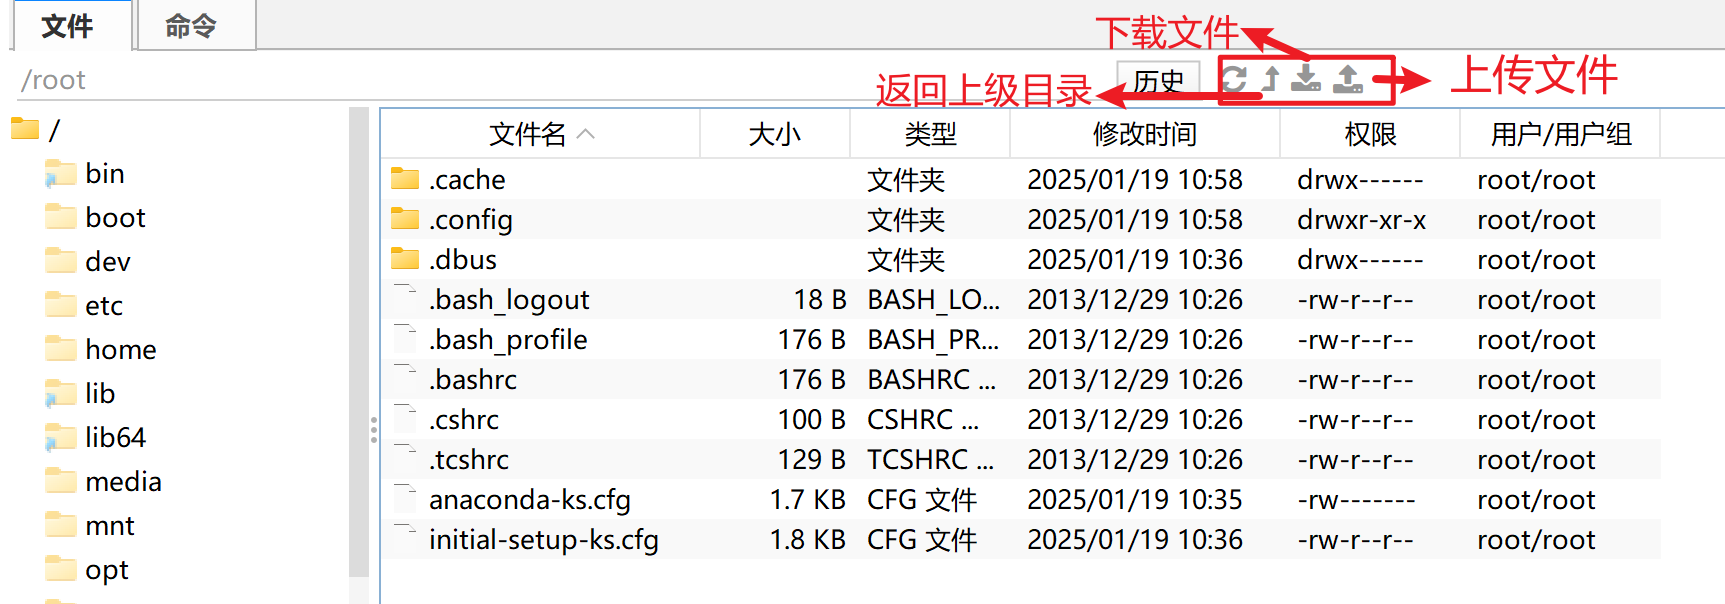 文件 命令
下载文件
/root
返回上级目录
历史
上传文件
/
bin
boot
dev
etc
home
lib
lib64
media
mnt
opt
文件名 大小 类型 修改时间 权限 用户/用户组
.cache 文件夹 2025/01/19 10:58 drwx------ root/root
.config 文件夹 2025/01/19 10:58 drwxr-xr-x root/root
.dbus 文件夹 2025/01/19 10:36 drwx------ root/root
.bash_logout 18 B BASH_LO... 2013/12/29 10:26 -rw-r--r-- root/root
.bash_profile 176 B BASH_PR... 2013/12/29 10:26 -rw-r--r-- root/root
.bashrc 176 B BASHRC ... 2013/12/29 10:26 -rw-r--r-- root/root
.cshrc 100 B CSHRC ... 2013/12/29 10:26 -rw-r--r-- root/root
.tcshrc 129 B TCSHRC ... 2013/12/29 10:26 -rw-r--r-- root/root
anaconda-ks.cfg 1.7 KB CFG 文件 2025/01/19 10:35 -rw------- root/root
initial-setup-ks.cfg 1.8 KB CFG 文件 2025/01/19 10:36 -rw-r--r-- root/root